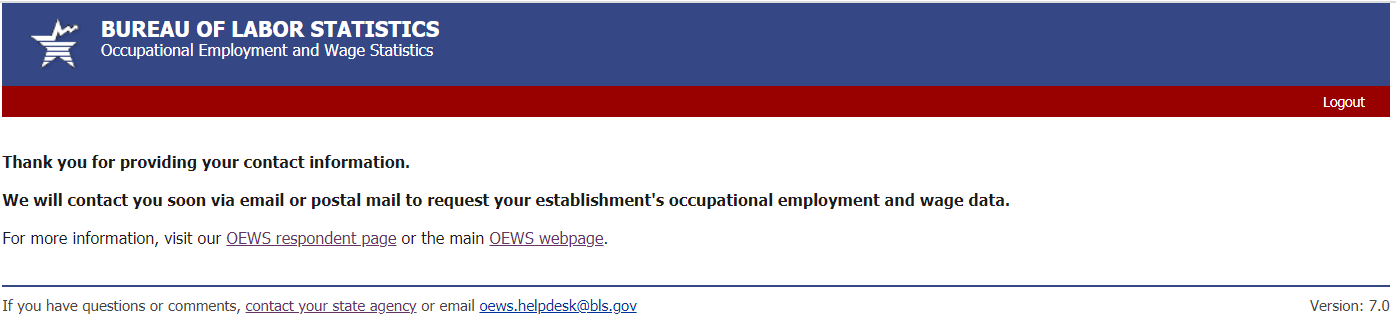 BUREAU OF LABOR STATISTICS
Occupational Employment and Wage Statistics
Logout
Thank you for providing your contact information.
We will contact you soon via email or postal mail to request your establishment's occupational employment and wage data.
For more information, visit our OEWS respondent page or the main OEWS webpage.
If you have questions or comments, contact your state agency or email oews.helpdesk@bls.gov
Version: 7.0